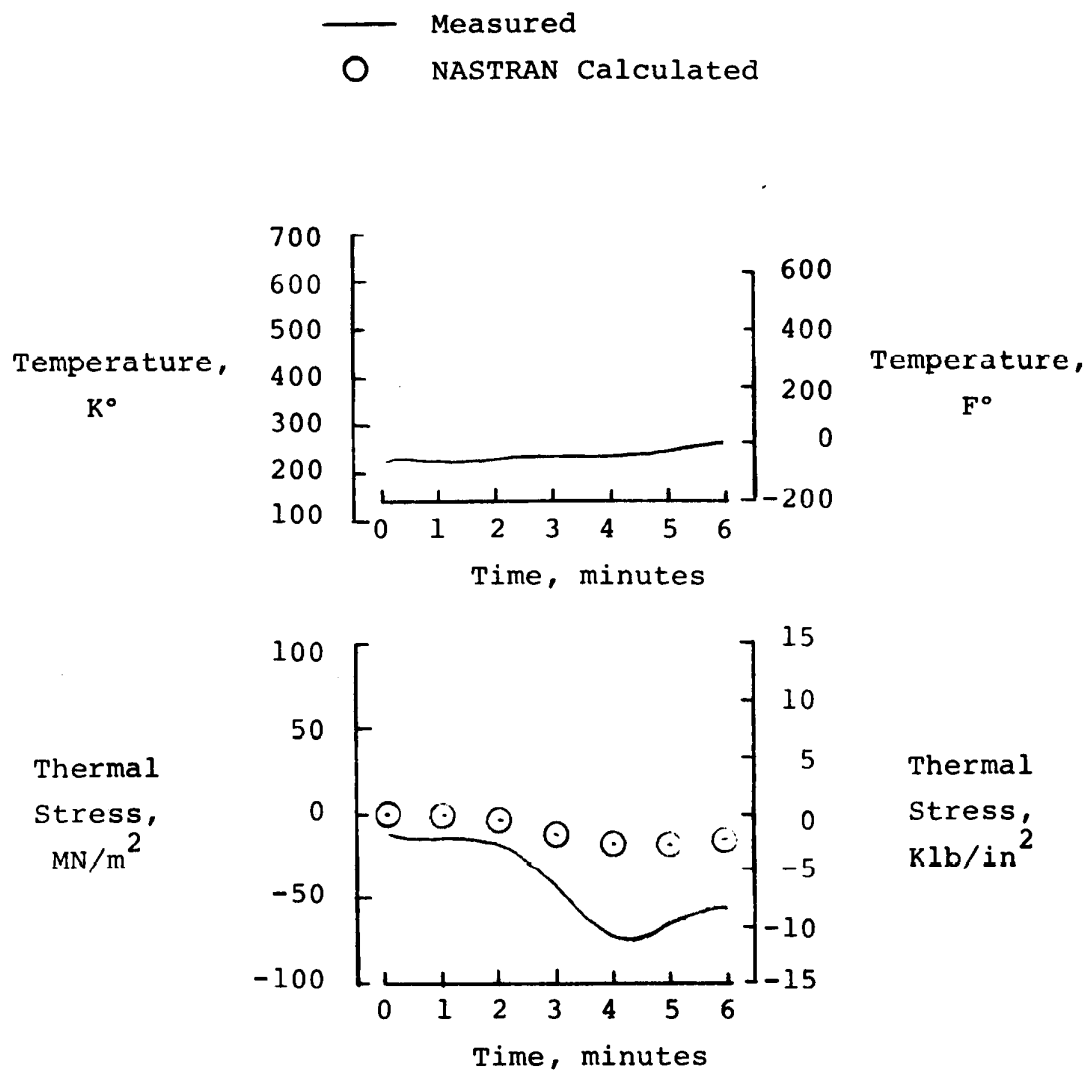 Measured
NASTRAN Calculated
700
600
500
400
300
200
100
Temperature,
K°
600
400
200
0
-200
Temperature,
F°
0 1 2 3 4 5 6
Time, minutes
100
50
0
-50
-100
Thermal
Stress,
MN/m²
15
10
5
0
-5
-10
-15
Thermal
Stress,
Klb/in²
0 1 2 3 4 5 6
Time, minutes